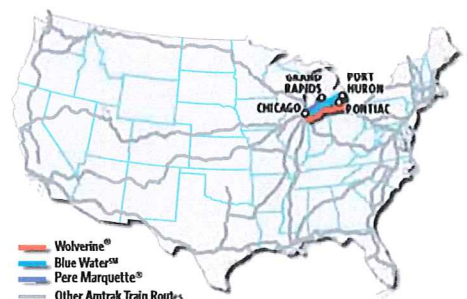 GRAND
RAPIDS
PORT
HURON
CHICAGO
PONTIAC
Wolverine®
Blue Water℠
Pere Marquette®
Other Amtrak Train Routes